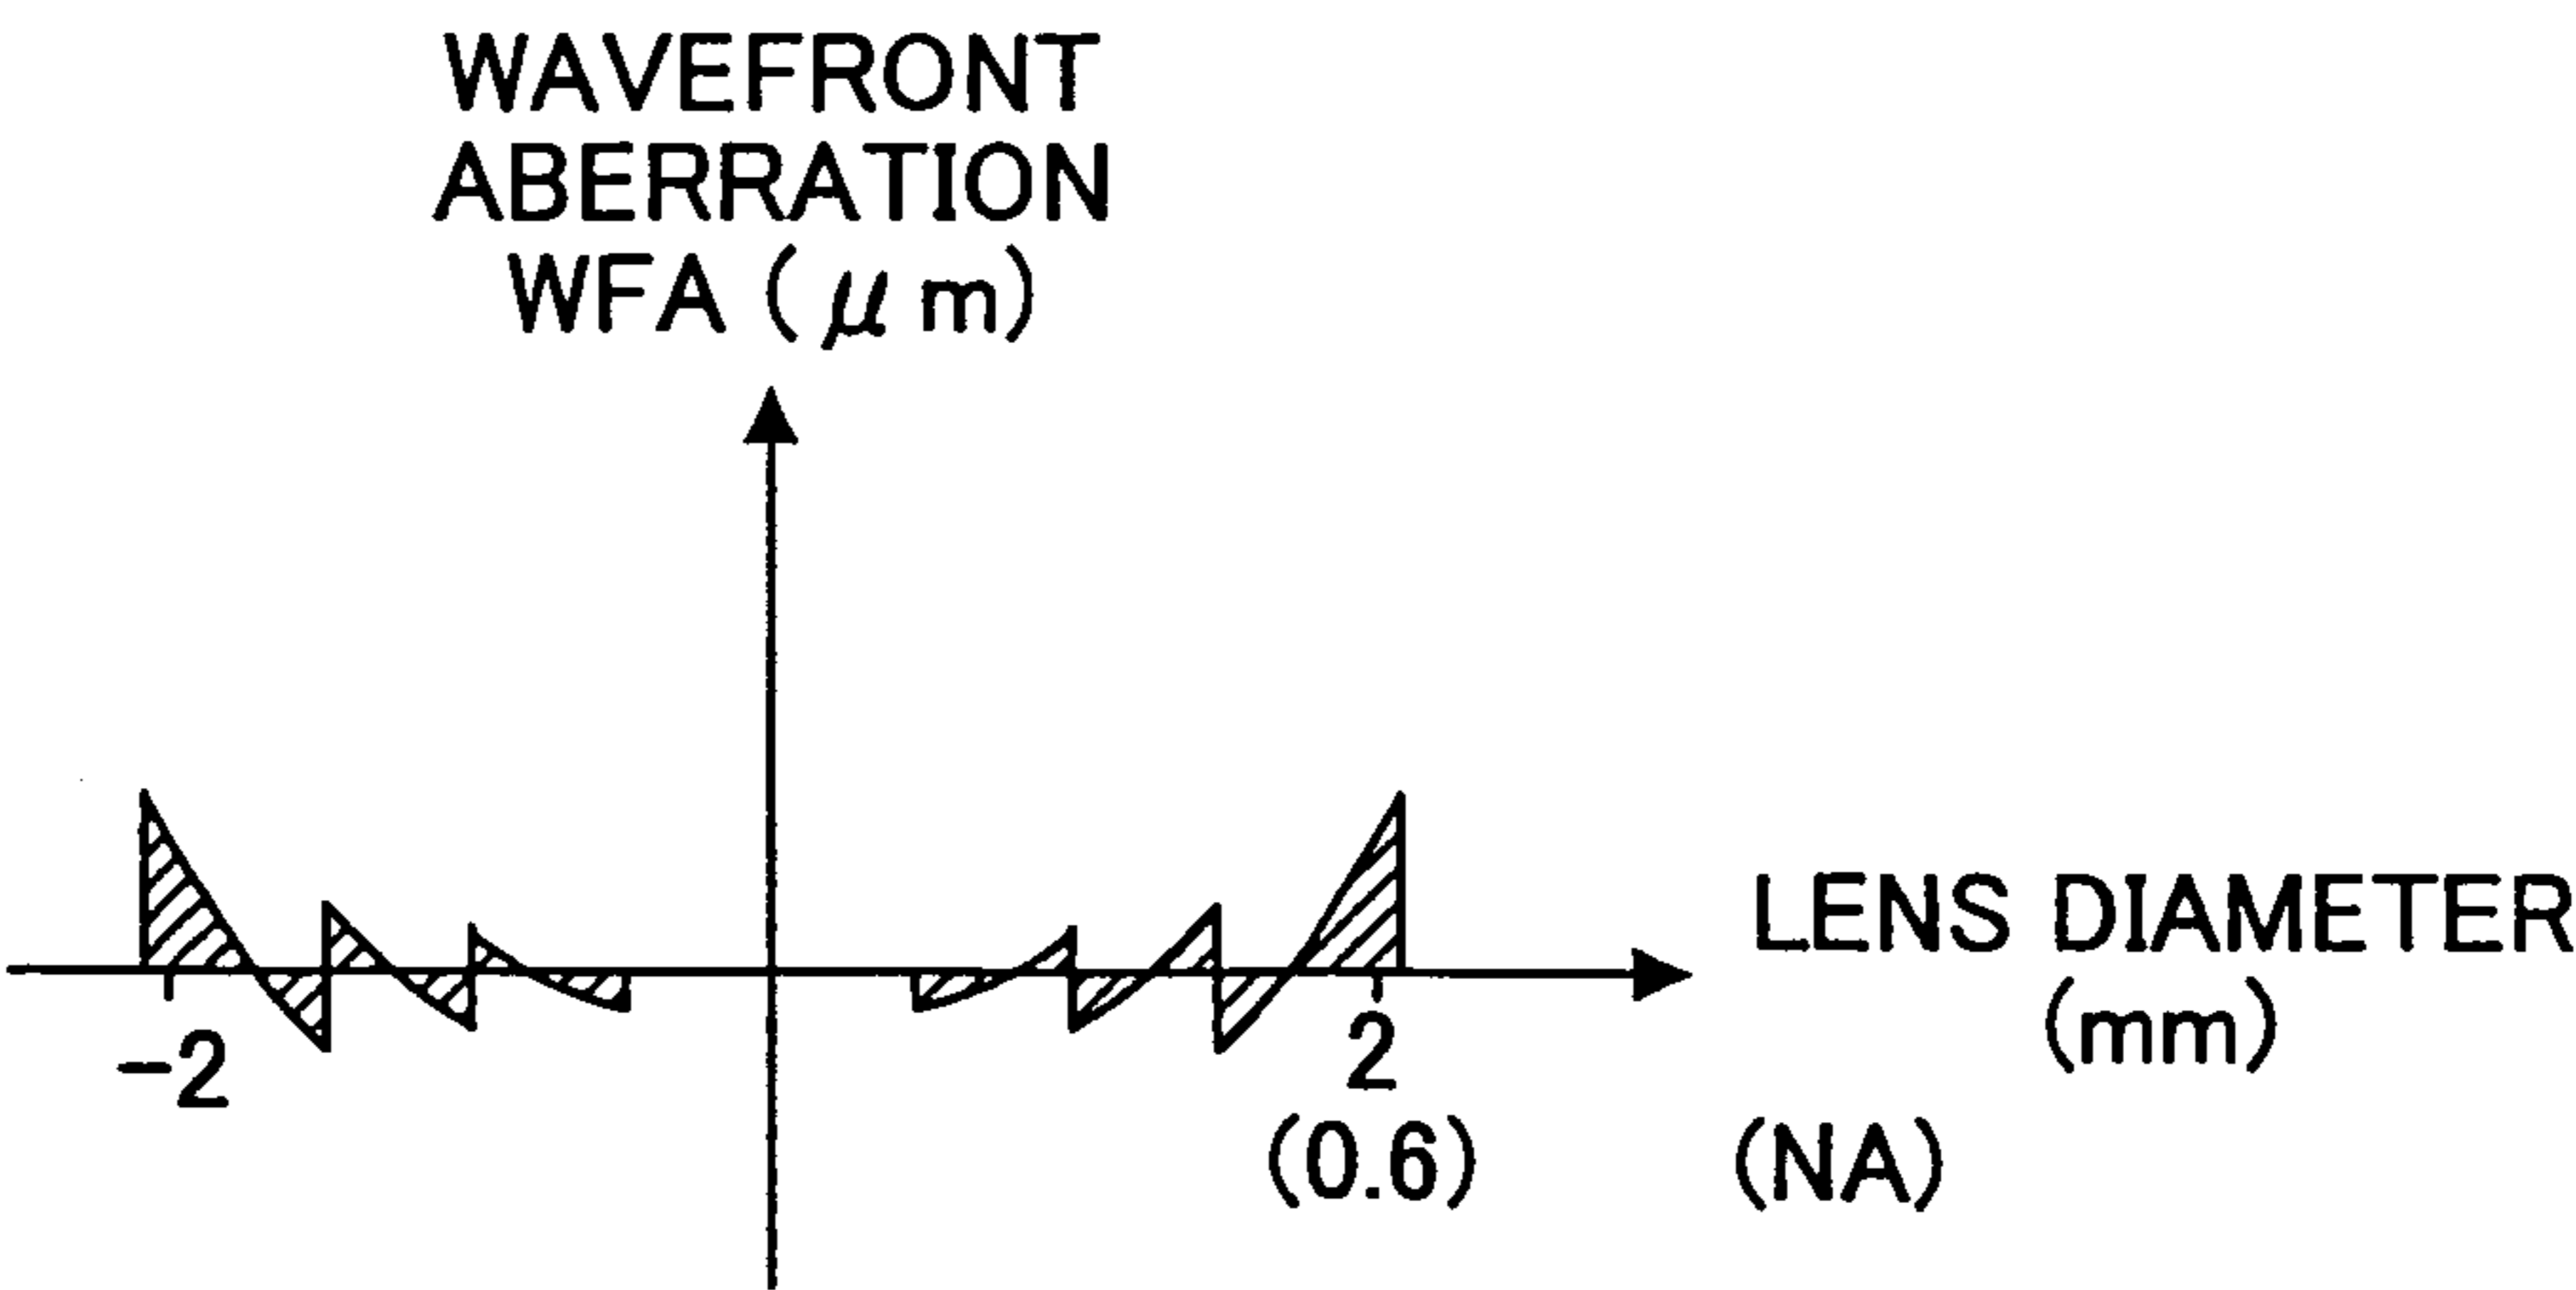 WAVEFRONT
ABERRATION
WFA (μm)
LENS DIAMETER
(mm)
-2
2
(0.6)
(NA)